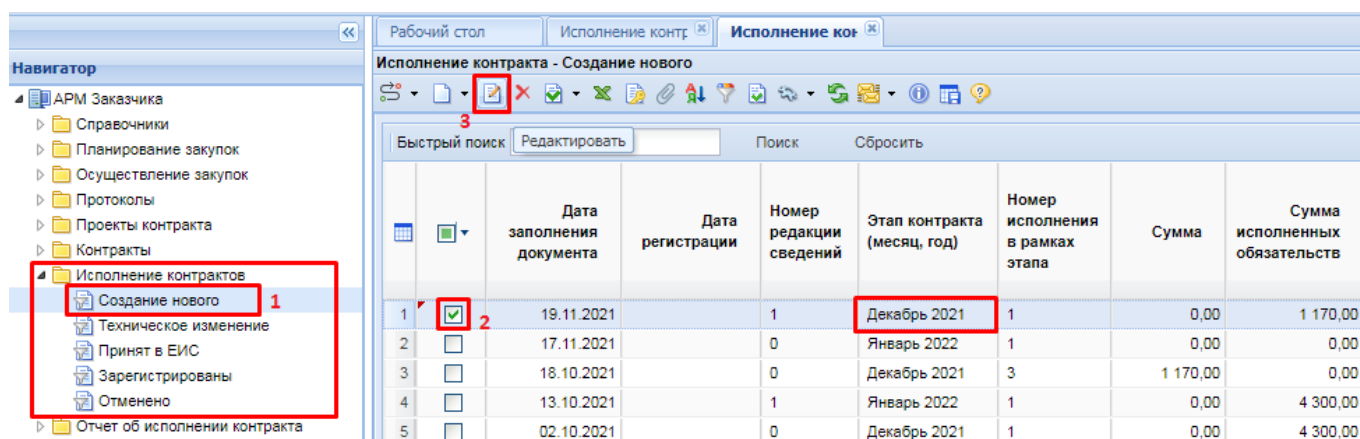 Рабочий стол
Исполнение контр
Исполнение кон
Навигатор
Исполнение контракта - Создание нового
АРМ Заказчика
Справочники
Планирование закупок
Осуществление закупок
Протоколы
Проекты контракта
Контракты
Исполнение контрактов
Создание нового 1
Техническое изменение
Принят в ЕИС
Зарегистрированы
Отменено
Отчет об исполнении контракта
3
Быстрый поиск Редактировать Поиск Сбросить
Дата заполнения документа
Дата регистрации
Номер редакции сведений
Этап контракта (месяц, год)
Номер исполнения в рамках этапа
Сумма
Сумма исполненных обязательств
1 2 19.11.2021 1 Декабрь 2021 1 0,00 1 170,00
2 17.11.2021 0 Январь 2022 1 0,00 0,00
3 18.10.2021 0 Декабрь 2021 3 1 170,00 0,00
4 13.10.2021 1 Январь 2022 1 0,00 4 300,00
5 02.10.2021 0 Декабрь 2021 1 0,00 4 300,00